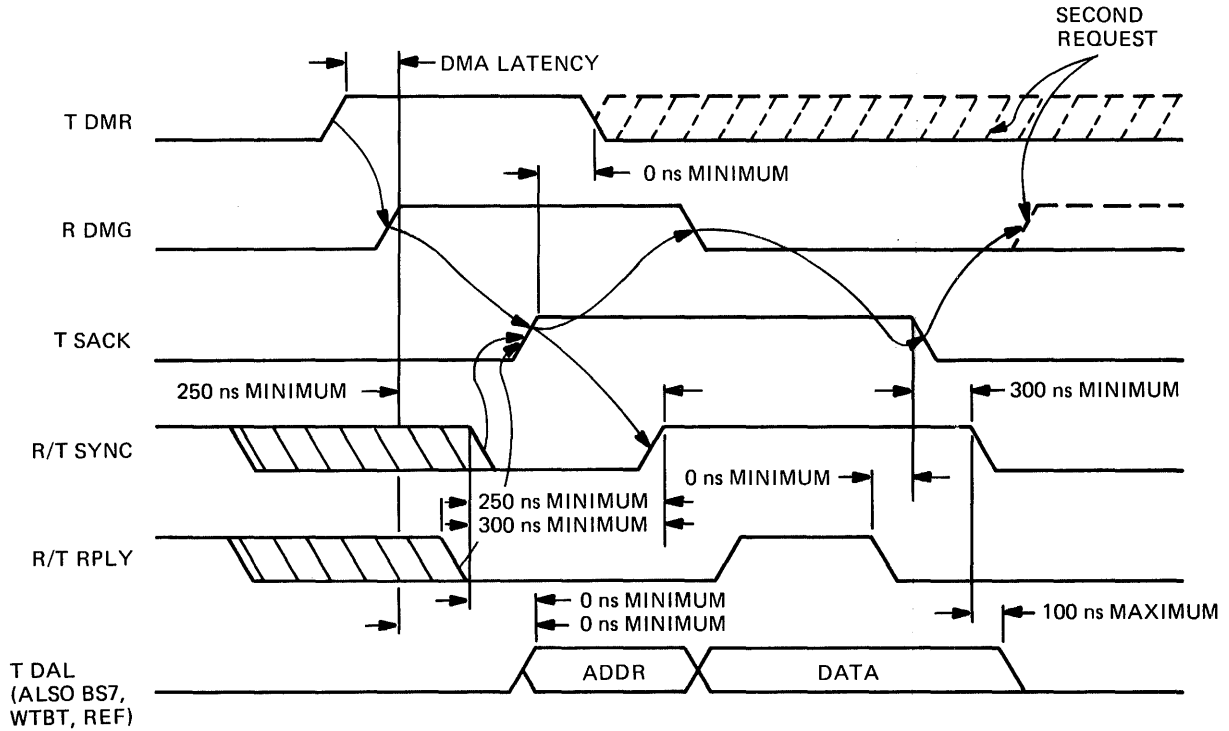 SECOND
REQUEST
DMA LATENCY
T DMR
0 ns MINIMUM
R DMG
T SACK
250 ns MINIMUM
300 ns MINIMUM
R/T SYNC
0 ns MINIMUM
250 ns MINIMUM
300 ns MINIMUM
R/T RPLY
0 ns MINIMUM
0 ns MINIMUM
100 ns MAXIMUM
T DAL
(ALSO BS7,
WTBT, REF)
ADDR
DATA